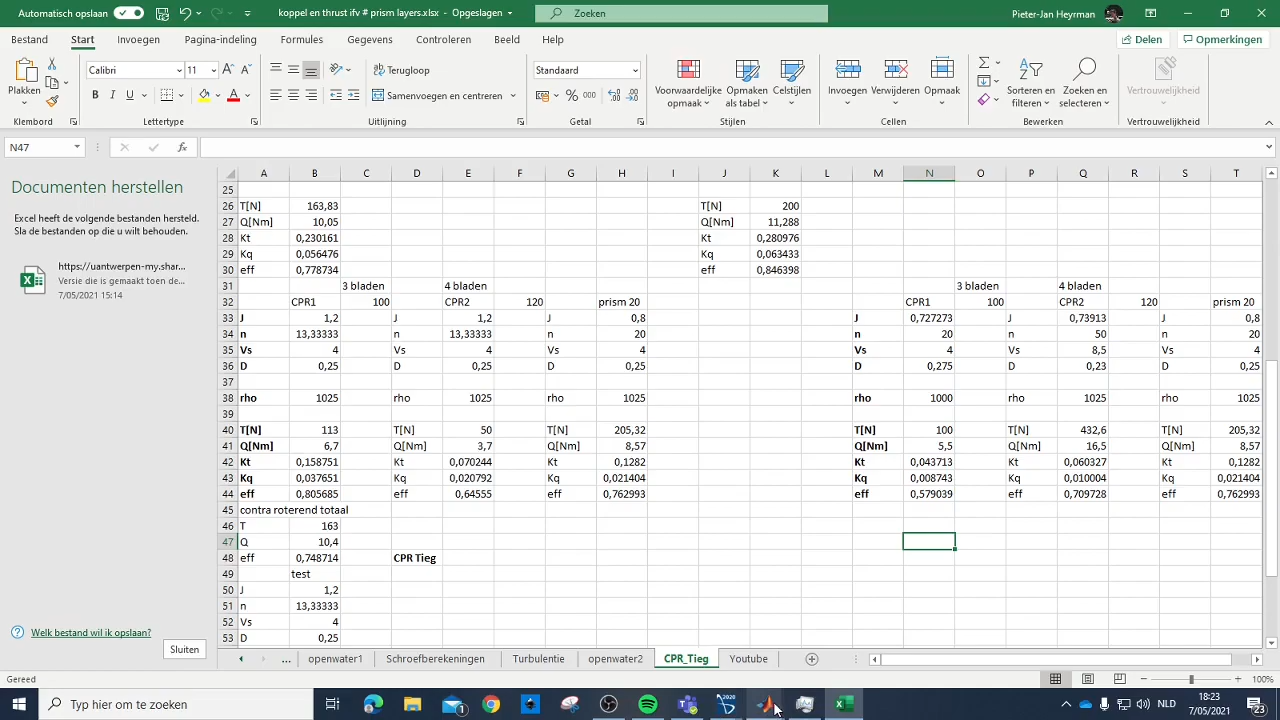 Automatisch opslaan koppel en thrust ifv # prism layers.xlsx - Opgeslagen Zoeken Pieter-Jan Heyrman
Bestand Start Invoegen Pagina-indeling Formules Gegevens Controleren Beeld Help Delen Opmerkingen
Plakken Calibri 11 Terugloop Standaard Voorwaardelijke opmaak Opmaken als tabel Celstijlen Invoegen Verwijderen Opmaak Sorteren en filteren Zoeken en selecteren Vertrouwelijkheid
B I U Samenvoegen en centreren
Klembord Lettertype Uitlijning Getal Stijlen Cellen Bewerken Vertrouwelijkheid
N47 fx
Documenten herstellen
Excel heeft de volgende bestanden hersteld.
Sla de bestanden op die u wilt behouden.
https://uantwerpen-my.shar...
Versie die is gemaakt toen de...
7/05/2021 15:14
Welk bestand wil ik opslaan?
Sluiten
A B C D E F G H I J K L M N O P Q R S T
25
26 T[N] 163,83 T[N] 200
27 Q[Nm] 10,05 Q[Nm] 11,288
28 Kt 0,230161 Kt 0,280976
29 Kq 0,056476 Kq 0,063433
30 eff 0,778734 eff 0,846398
31 3 bladen 4 bladen 3 bladen 4 bladen
32 CPR1 100 CPR2 120 prism 20 CPR1 100 CPR2 120 prism 20
33 J 1,2 J 1,2 J 0,8 J 0,727273 J 0,73913 J 0,8
34 n 13,33333 n 13,33333 n 20 n 20 n 50 n 20
35 Vs 4 Vs 4 Vs 4 Vs 4 Vs 8,5 Vs 4
36 D 0,25 D 0,25 D 0,25 D 0,275 D 0,23 D 0,25
37
38 rho 1025 rho 1025 rho 1025 rho 1000 rho 1025 rho 1025
39
40 T[N] 113 T[N] 50 T[N] 205,32 T[N] 100 T[N] 432,6 T[N] 205,32
41 Q[Nm] 6,7 Q[Nm] 3,7 Q[Nm] 8,57 Q[Nm] 5,5 Q[Nm] 16,5 Q[Nm] 8,57
42 Kt 0,158751 Kt 0,070244 Kt 0,1282 Kt 0,043713 Kt 0,060327 Kt 0,1282
43 Kq 0,037651 Kq 0,020792 Kq 0,021404 Kq 0,008743 Kq 0,010004 Kq 0,021404
44 eff 0,805685 eff 0,64555 eff 0,762993 eff 0,579039 eff 0,709728 eff 0,762993
45 contra roterend totaal
46 T 163
47 Q 10,4
48 eff 0,748714 CPR Tieg
49 test
50 J 1,2
51 n 13,33333
52 Vs 4
53 D 0,25
... openwater1 Schroefberekeningen Turbulentie openwater2 CPR_Tieg Youtube
Gereed 100%
Typ hier om te zoeken NLD 18:23
7/05/2021